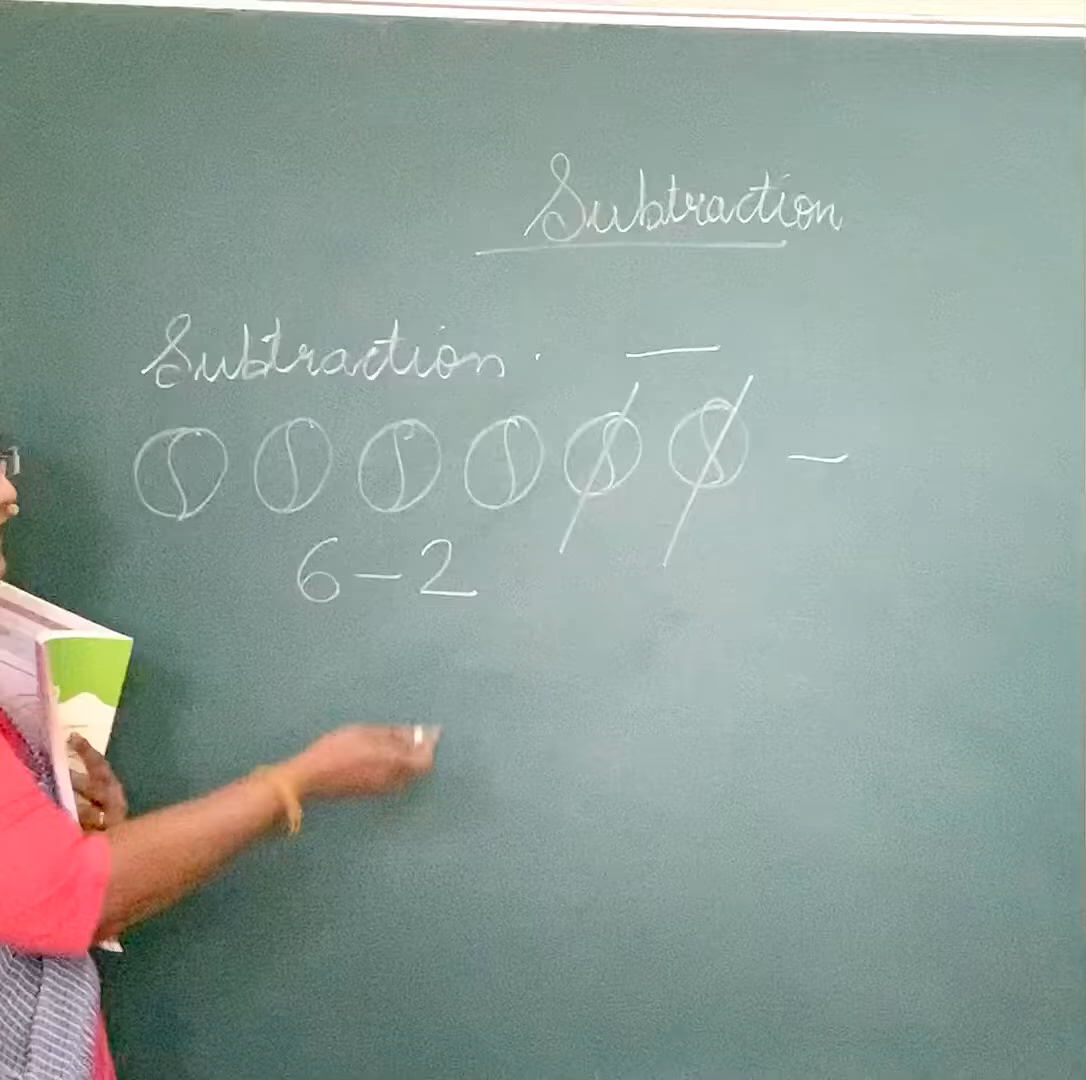 Subtraction
Subtraction. —
—
6-2